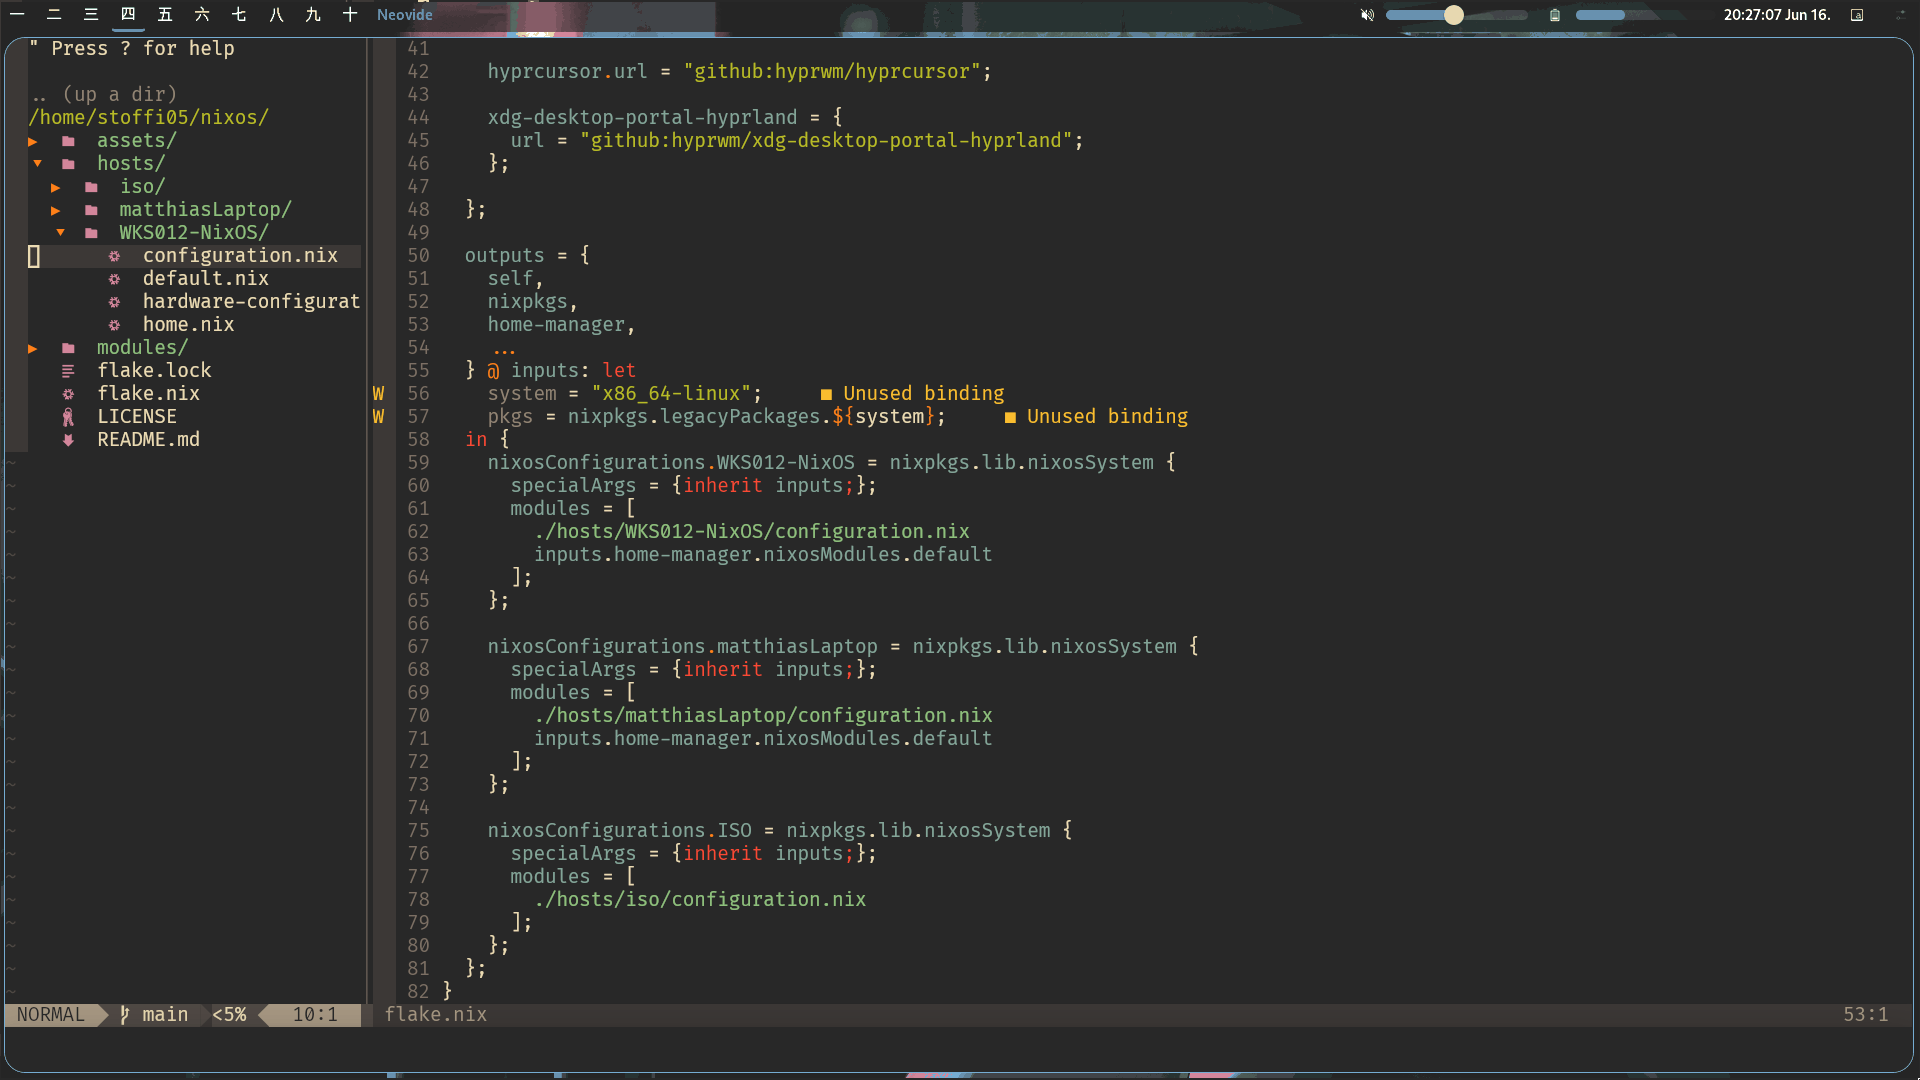 一 二 三 四 五 六 七 八 九 十 Neovide
20:27:07 Jun 16.
" Press ? for help
.. (up a dir)
/home/stoffi05/nixos/
▸ assets/
▾ hosts/
▸ iso/
▸ matthiasLaptop/
▾ WKS012-NixOS/
configuration.nix
default.nix
hardware-configurat
home.nix
▸ modules/
flake.lock
flake.nix
LICENSE
README.md
41
42 hyprcursor.url = "github:hyprwm/hyprcursor";
43
44 xdg-desktop-portal-hyprland = {
45 url = "github:hyprwm/xdg-desktop-portal-hyprland";
46 };
47
48 };
49
50 outputs = {
51 self,
52 nixpkgs,
53 home-manager,
54 ...
55 } @ inputs: let
W 56 system = "x86_64-linux"; ■ Unused binding
W 57 pkgs = nixpkgs.legacyPackages.${system}; ■ Unused binding
58 in {
59 nixosConfigurations.WKS012-NixOS = nixpkgs.lib.nixosSystem {
60 specialArgs = {inherit inputs;};
61 modules = [
62 ./hosts/WKS012-NixOS/configuration.nix
63 inputs.home-manager.nixosModules.default
64 ];
65 };
66
67 nixosConfigurations.matthiasLaptop = nixpkgs.lib.nixosSystem {
68 specialArgs = {inherit inputs;};
69 modules = [
70 ./hosts/matthiasLaptop/configuration.nix
71 inputs.home-manager.nixosModules.default
72 ];
73 };
74
75 nixosConfigurations.ISO = nixpkgs.lib.nixosSystem {
76 specialArgs = {inherit inputs;};
77 modules = [
78 ./hosts/iso/configuration.nix
79 ];
80 };
81 };
82 }
NORMAL main <5% 10:1 flake.nix 53:1